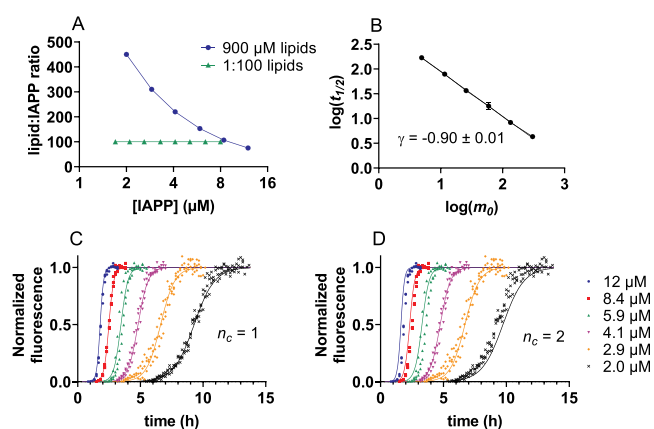 A
lipid:IAPP ratio
500
400
300
200
100
0
1
2
4
8
16
[IAPP] (µM)
900 µM lipids
1:100 lipids
B
log(t1/2)
2.5
2.0
1.5
1.0
0.5
0.0
0
1
2
3
log(m0)
γ = -0.90 ± 0.01
C
Normalized
fluorescence
1.0
0.5
0.0
0
5
10
15
time (h)
nc = 1
D
Normalized
fluorescence
1.0
0.5
0.0
0
5
10
15
time (h)
nc = 2
12 µM
8.4 µM
5.9 µM
4.1 µM
2.9 µM
2.0 µM